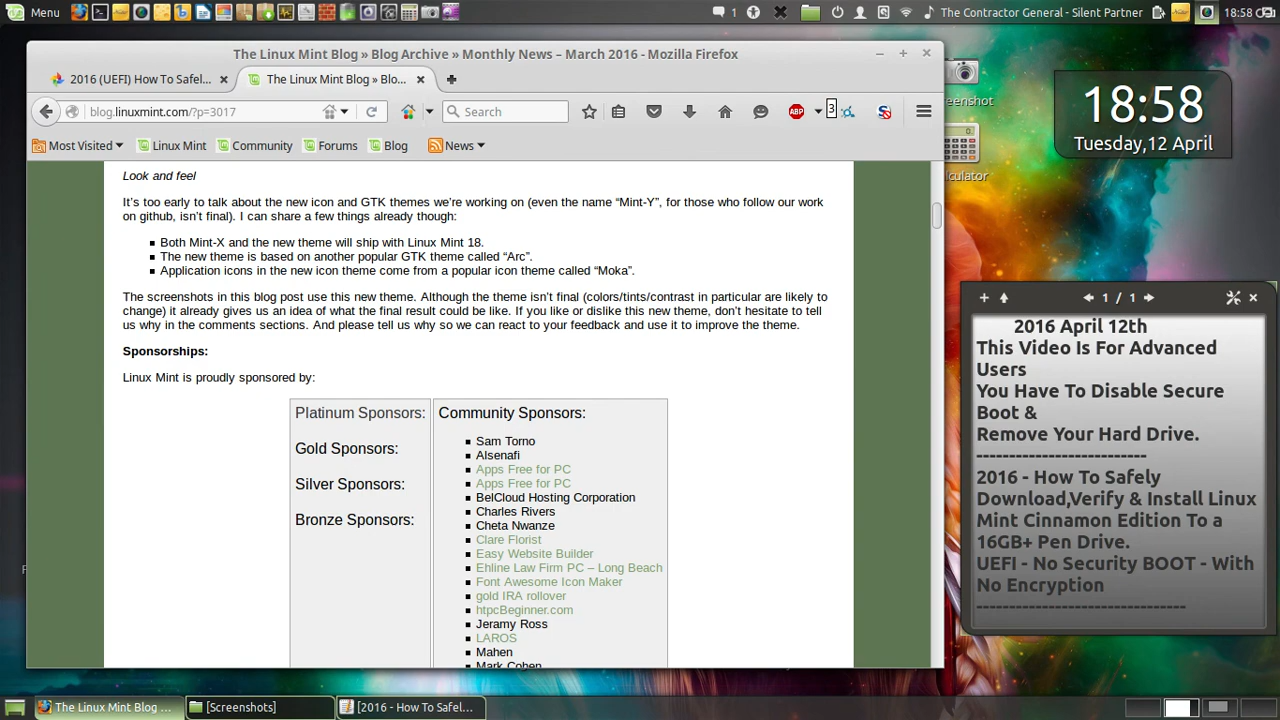 Menu
1
The Contractor General - Silent Partner
18:58
The Linux Mint Blog » Blog Archive » Monthly News – March 2016 - Mozilla Firefox
2016 (UEFI) How To Safel...
The Linux Mint Blog » Blo...
blog.linuxmint.com/?p=3017
Search
ABP
3
Most Visited
Linux Mint
Community
Forums
Blog
News
Look and feel
It's too early to talk about the new icon and GTK themes we're working on (even the name “Mint-Y”, for those who follow our work
on github, isn't final). I can share a few things already though:
Both Mint-X and the new theme will ship with Linux Mint 18.
The new theme is based on another popular GTK theme called “Arc”.
Application icons in the new icon theme come from a popular icon theme called “Moka”.
The screenshots in this blog post use this new theme. Although the theme isn't final (colors/tints/contrast in particular are likely to
change) it already gives us an idea of what the final result could be like. If you like or dislike this new theme, don't hesitate to tell
us why in the comments sections. And please tell us why so we can react to your feedback and use it to improve the theme.
Sponsorships:
Linux Mint is proudly sponsored by:
Platinum Sponsors:
Gold Sponsors:
Silver Sponsors:
Bronze Sponsors:
Community Sponsors:
Sam Torno
Alsenafi
Apps Free for PC
Apps Free for PC
BelCloud Hosting Corporation
Charles Rivers
Cheta Nwanze
Clare Florist
Easy Website Builder
Ehline Law Firm PC – Long Beach
Font Awesome Icon Maker
gold IRA rollover
htpcBeginner.com
Jeramy Ross
LAROS
Mahen
Mark Cohen
eenshot
lculator
18:58
Tuesday,12 April
1 / 1
2016 April 12th
This Video Is For Advanced
Users
You Have To Disable Secure
Boot &
Remove Your Hard Drive.
--------------------------
2016 - How To Safely
Download,Verify & Install Linux
Mint Cinnamon Edition To a
16GB+ Pen Drive.
UEFI - No Security BOOT - With
No Encryption
--------------------------------
The Linux Mint Blog ...
[Screenshots]
[2016 - How To Safel...